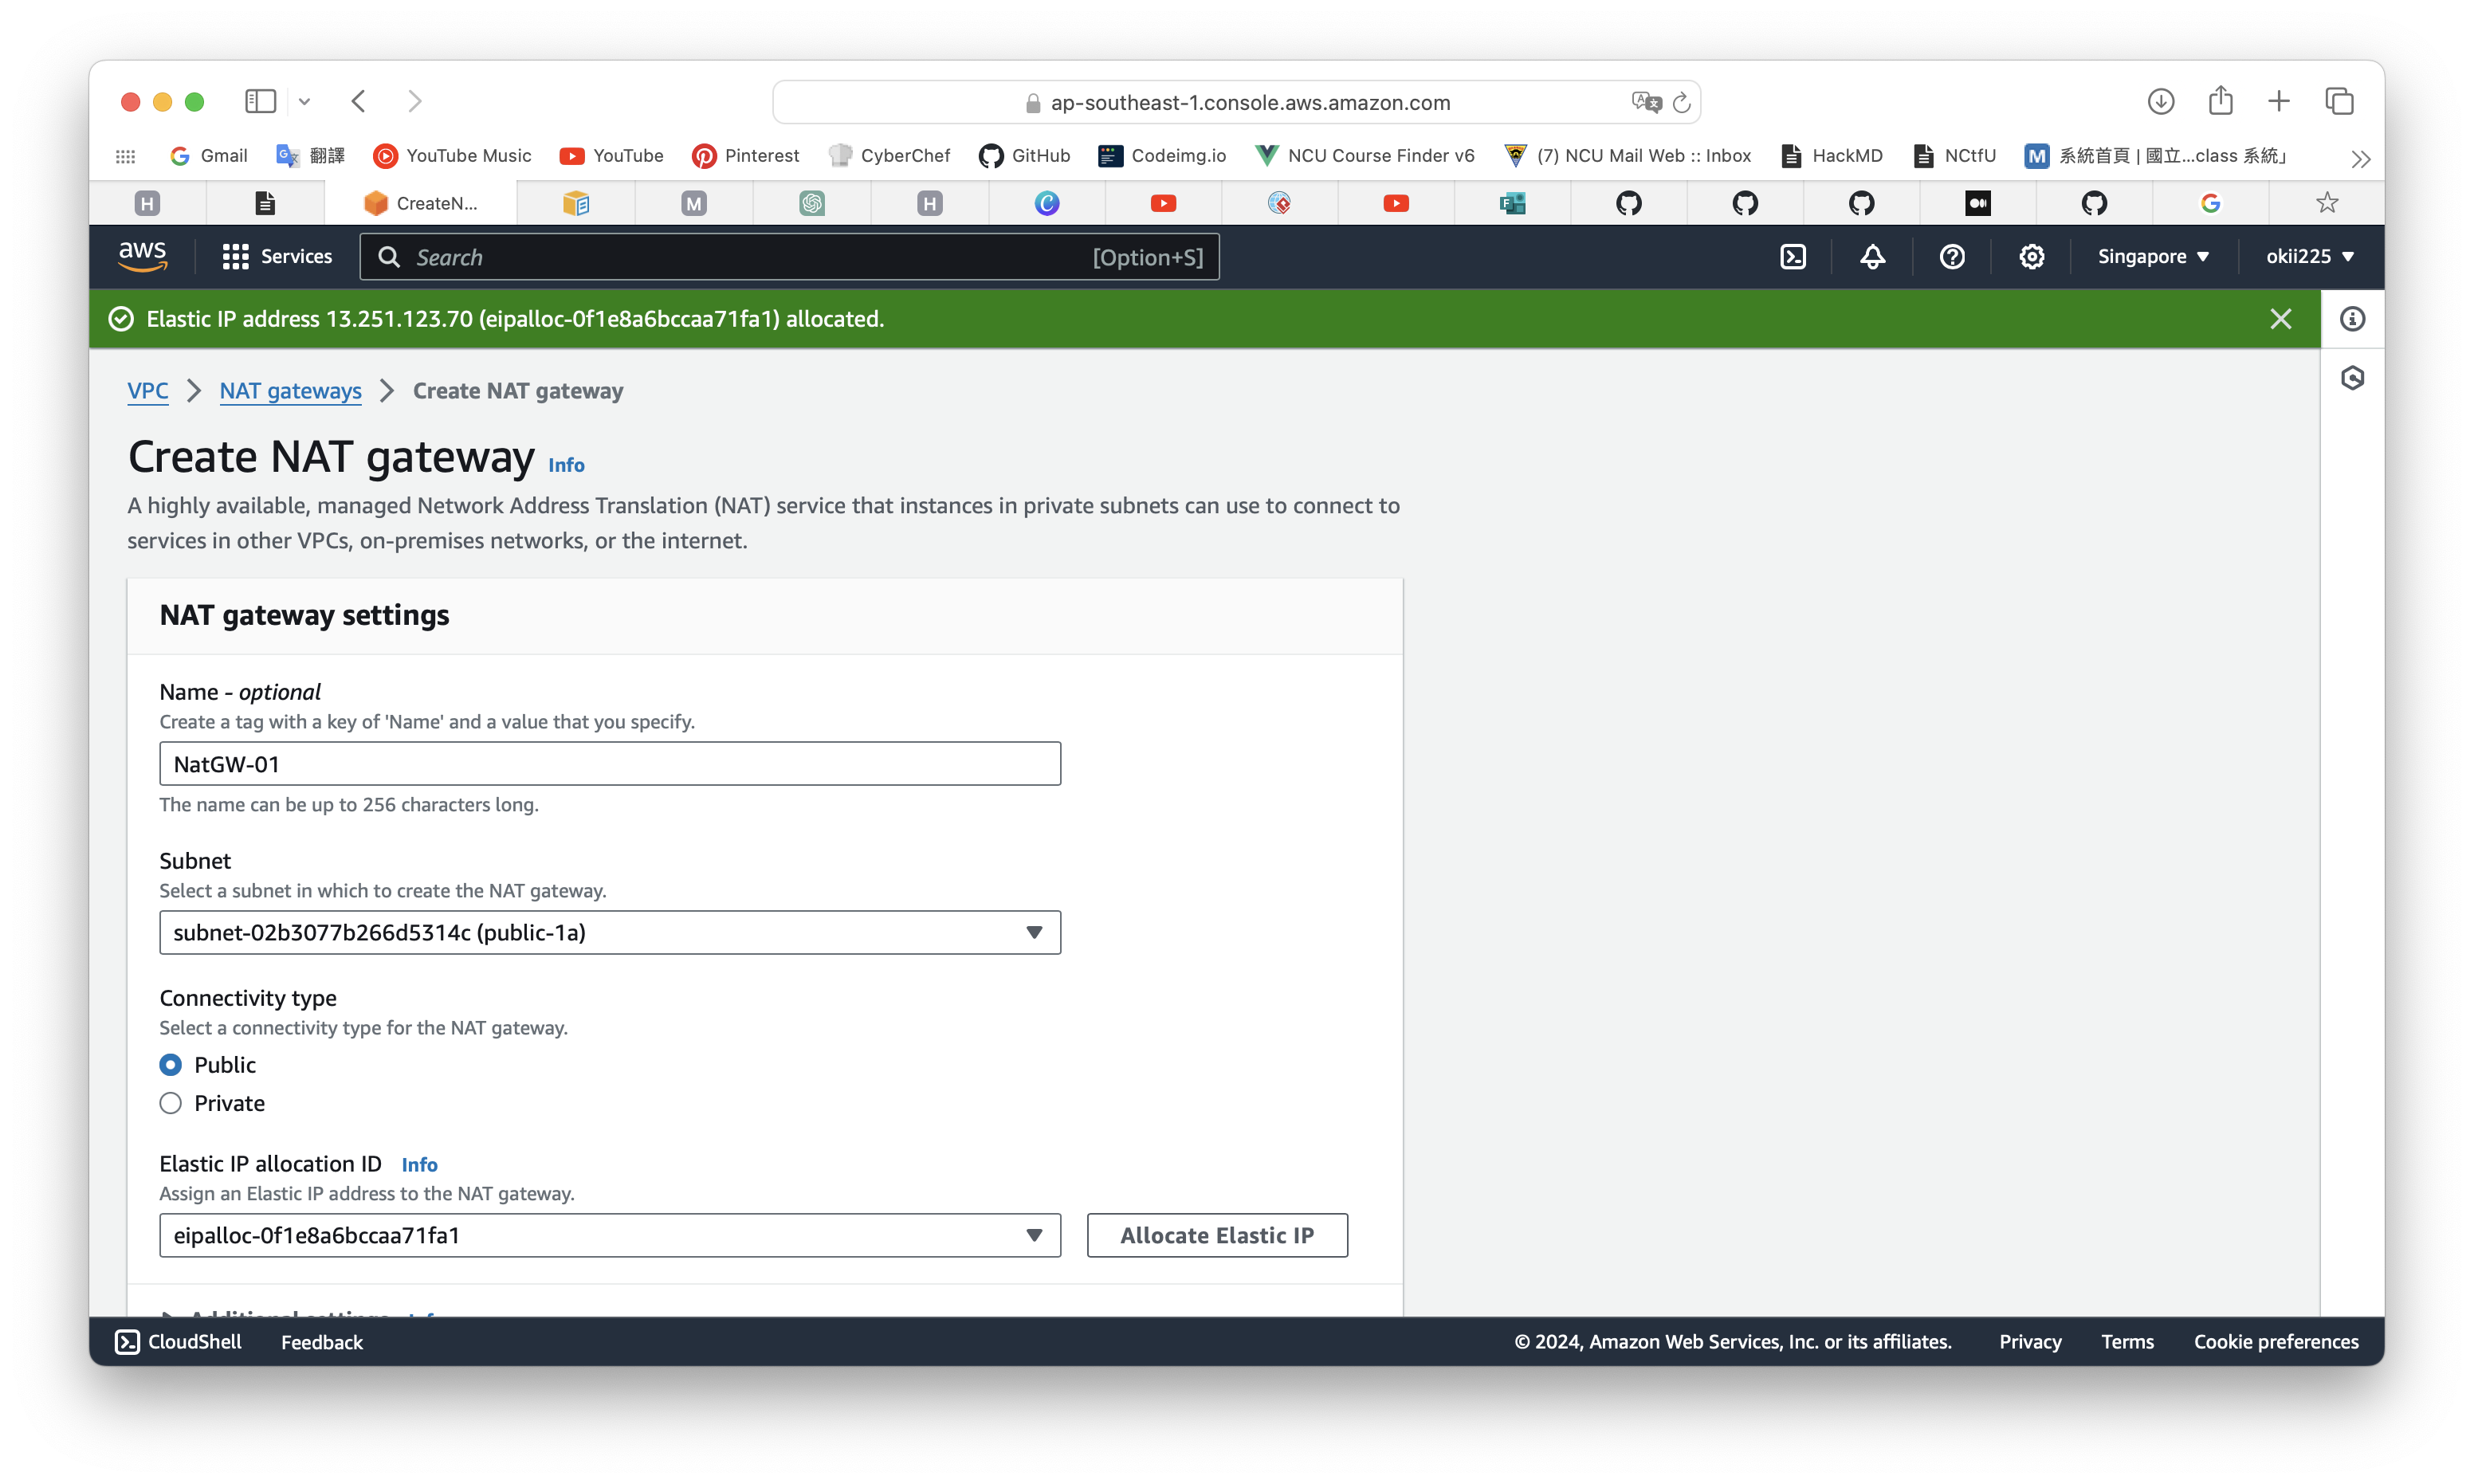 ap-southeast-1.console.aws.amazon.com
Gmail 翻譯 YouTube Music YouTube Pinterest CyberChef GitHub Codeimg.io NCU Course Finder v6 (7) NCU Mail Web :: Inbox HackMD NCtfU 系統首頁 | 國立...class 系統」
CreateN...
aws Services Search [Option+S] Singapore okii225
Elastic IP address 13.251.123.70 (eipalloc-0f1e8a6bccaa71fa1) allocated.
VPC NAT gateways Create NAT gateway
Create NAT gateway Info
A highly available, managed Network Address Translation (NAT) service that instances in private subnets can use to connect to
services in other VPCs, on-premises networks, or the internet.
NAT gateway settings
Name - optional
Create a tag with a key of 'Name' and a value that you specify.
NatGW-01
The name can be up to 256 characters long.
Subnet
Select a subnet in which to create the NAT gateway.
subnet-02b3077b266d5314c (public-1a)
Connectivity type
Select a connectivity type for the NAT gateway.
Public
Private
Elastic IP allocation ID Info
Assign an Elastic IP address to the NAT gateway.
eipalloc-0f1e8a6bccaa71fa1 Allocate Elastic IP
Additional settings Info
CloudShell Feedback © 2024, Amazon Web Services, Inc. or its affiliates. Privacy Terms Cookie preferences